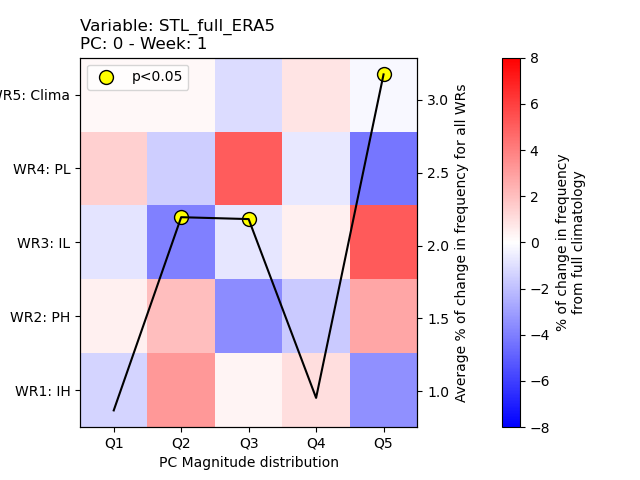 Variable: STL_full_ERA5
PC: 0 - Week: 1
p<0.05
WR5: Clima
WR4: PL
WR3: IL
WR2: PH
WR1: IH
Q1 Q2 Q3 Q4 Q5
PC Magnitude distribution
3.0
2.5
2.0
1.5
1.0
Average % of change in frequency for all WRs
8
6
4
2
0
−2
−4
−6
−8
% of change in frequency
from full climatology